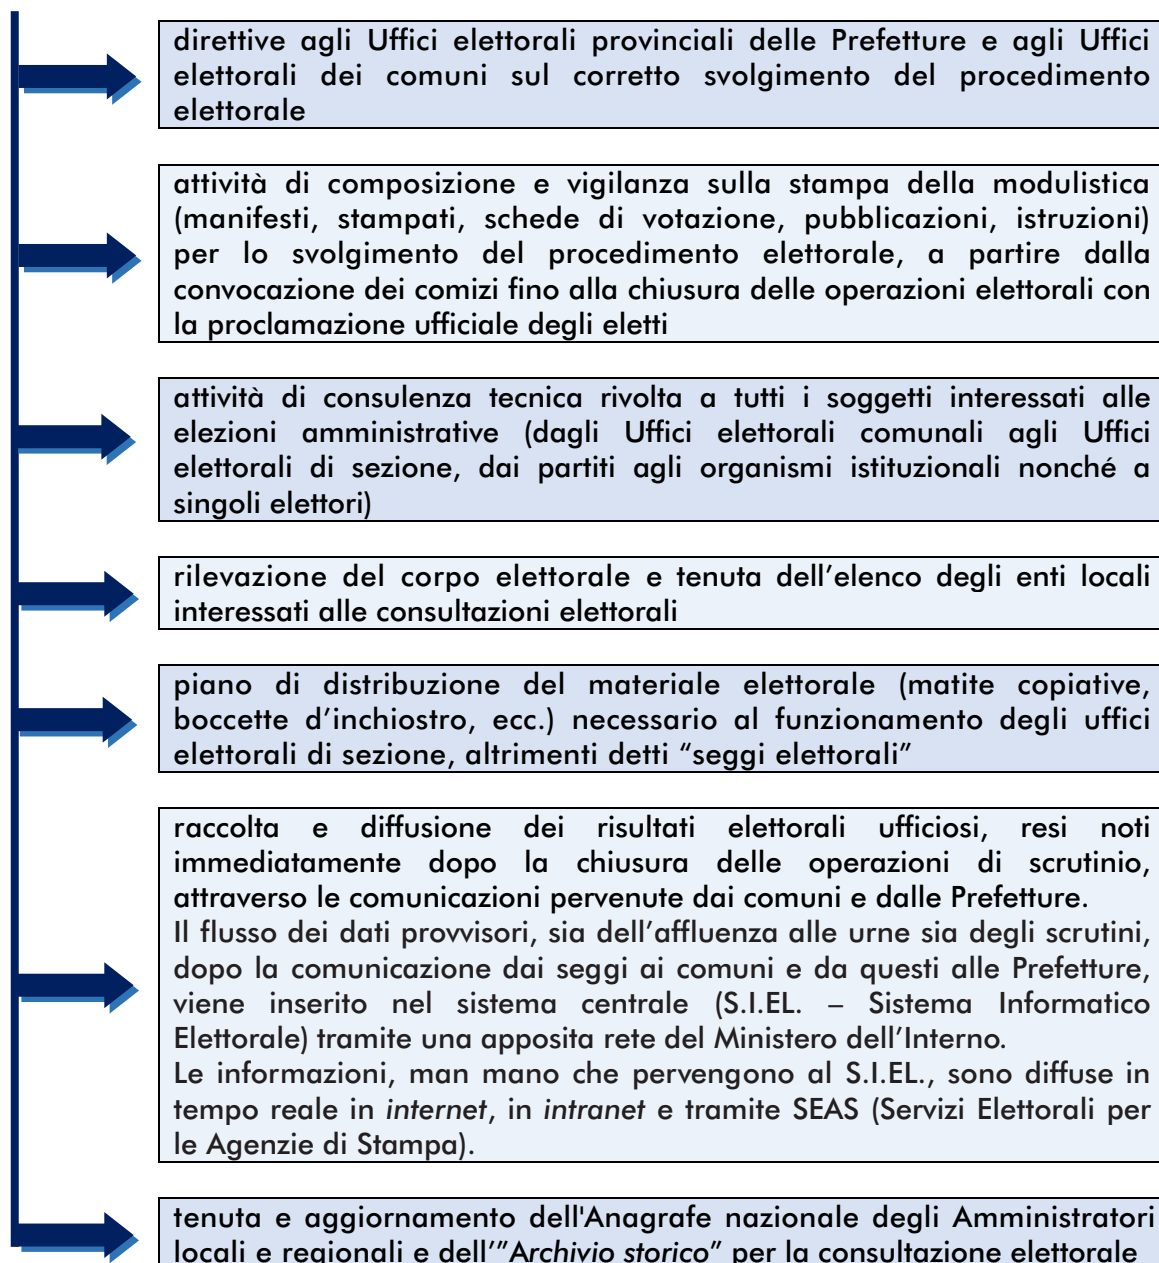 direttive agli Uffici elettorali provinciali delle Prefetture e agli Uffici
elettorali dei comuni sul corretto svolgimento del procedimento
elettorale
attività di composizione e vigilanza sulla stampa della modulistica
(manifesti, stampati, schede di votazione, pubblicazioni, istruzioni)
per lo svolgimento del procedimento elettorale, a partire dalla
convocazione dei comizi fino alla chiusura delle operazioni elettorali con
la proclamazione ufficiale degli eletti
attività di consulenza tecnica rivolta a tutti i soggetti interessati alle
elezioni amministrative (dagli Uffici elettorali comunali agli Uffici
elettorali di sezione, dai partiti agli organismi istituzionali nonché a
singoli elettori)
rilevazione del corpo elettorale e tenuta dell’elenco degli enti locali
interessati alle consultazioni elettorali
piano di distribuzione del materiale elettorale (matite copiative,
boccette d’inchiostro, ecc.) necessario al funzionamento degli uffici
elettorali di sezione, altrimenti detti “seggi elettorali”
raccolta e diffusione dei risultati elettorali ufficiosi, resi noti
immediatamente dopo la chiusura delle operazioni di scrutinio,
attraverso le comunicazioni pervenute dai comuni e dalle Prefetture.
Il flusso dei dati provvisori, sia dell’affluenza alle urne sia degli scrutini,
dopo la comunicazione dai seggi ai comuni e da questi alle Prefetture,
viene inserito nel sistema centrale (S.I.EL. – Sistema Informatico
Elettorale) tramite una apposita rete del Ministero dell’Interno.
Le informazioni, man mano che pervengono al S.I.EL., sono diffuse in
tempo reale in internet, in intranet e tramite SEAS (Servizi Elettorali per
le Agenzie di Stampa).
tenuta e aggiornamento dell'Anagrafe nazionale degli Amministratori
locali e regionali e dell’”Archivio storico” per la consultazione elettorale